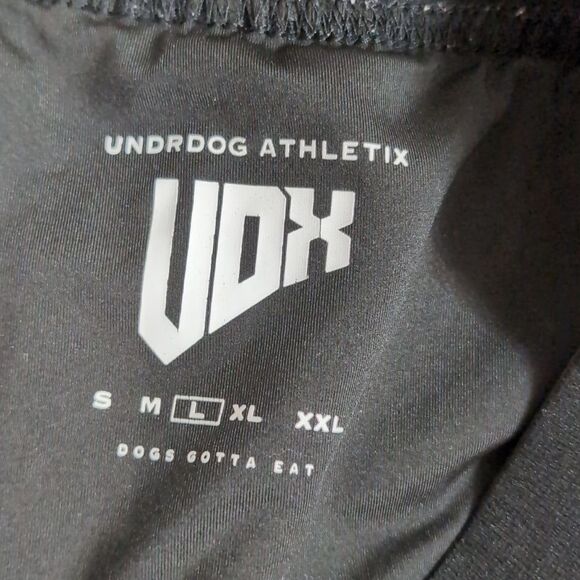 UNDRDOG ATHLETIX
UDX
S M L XL XXL
DOGS GOTTA EAT